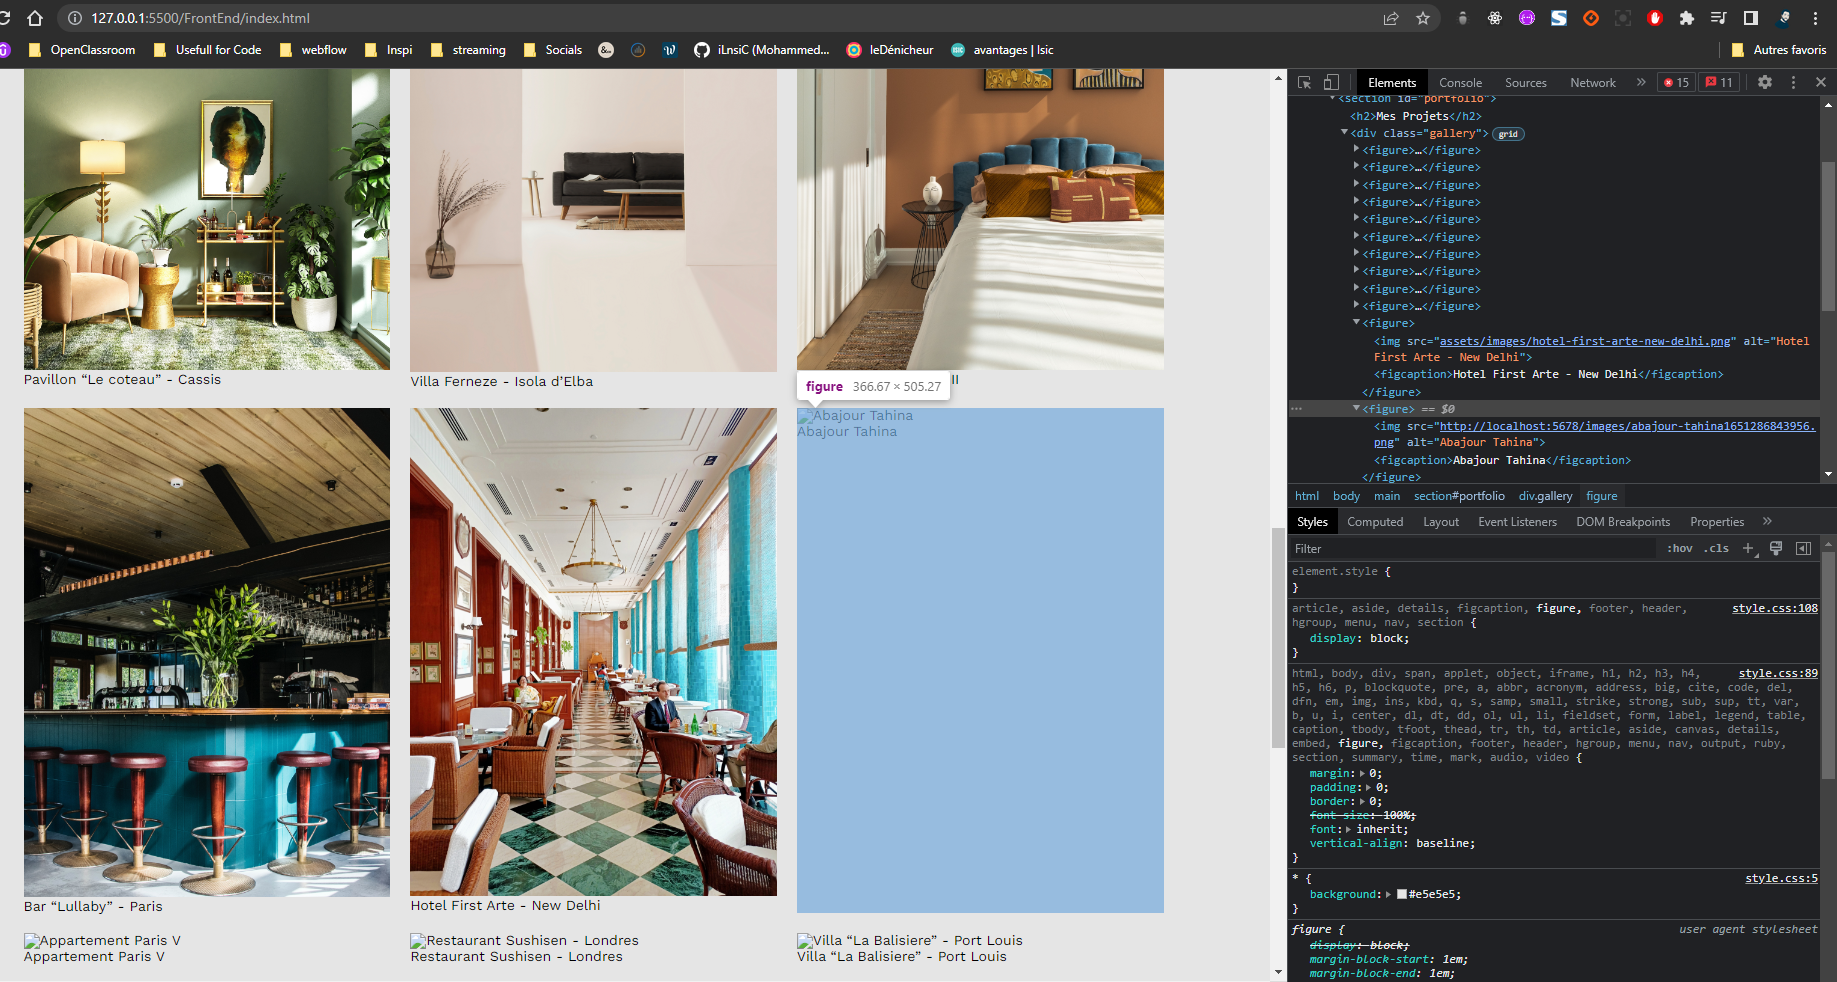 127.0.0.1:5500/FrontEnd/index.html
OpenClassroom
Usefull for Code
webflow
Inspi
streaming
Socials
iLnsiC (Mohammed...
leDénicheur
avantages | Isic
Autres favoris
Pavillon “Le coteau” - Cassis
Villa Ferneze - Isola d’Elba
II
figure 366.67 × 505.27
Abajour Tahina
Abajour Tahina
Bar “Lullaby” - Paris
Hotel First Arte - New Delhi
Appartement Paris V
Appartement Paris V
Restaurant Sushisen - Londres
Restaurant Sushisen - Londres
Villa “La Balisiere” - Port Louis
Villa “La Balisiere” - Port Louis
Elements Console Sources Network » 15 11
<section id="portfolio">
<h2>Mes Projets</h2>
<div class="gallery"> grid
<figure>…</figure>
<figure>…</figure>
<figure>…</figure>
<figure>…</figure>
<figure>…</figure>
<figure>…</figure>
<figure>…</figure>
<figure>…</figure>
<figure>…</figure>
<figure>…</figure>
<figure>
<img src="assets/images/hotel-first-arte-new-delhi.png" alt="Hotel
First Arte - New Delhi">
<figcaption>Hotel First Arte - New Delhi</figcaption>
</figure>
<figure> == $0
<img src="http://localhost:5678/images/abajour-tahina1651286843956.
png" alt="Abajour Tahina">
<figcaption>Abajour Tahina</figcaption>
</figure>
html body main section#portfolio div.gallery figure
Styles Computed Layout Event Listeners DOM Breakpoints Properties »
Filter :hov .cls +
element.style {
}
article, aside, details, figcaption, figure, footer, header, style.css:108
hgroup, menu, nav, section {
display: block;
}
html, body, div, span, applet, object, iframe, h1, h2, h3, h4, style.css:89
h5, h6, p, blockquote, pre, a, abbr, acronym, address, big, cite, code, del,
dfn, em, img, ins, kbd, q, s, samp, small, strike, strong, sub, sup, tt, var,
b, u, i, center, dl, dt, dd, ol, ul, li, fieldset, form, label, legend, table,
caption, tbody, tfoot, thead, tr, th, td, article, aside, canvas, details,
embed, figure, figcaption, footer, header, hgroup, menu, nav, output, ruby,
section, summary, time, mark, audio, video {
margin: 0;
padding: 0;
border: 0;
font-size: 100%;
font: inherit;
vertical-align: baseline;
}
* { style.css:5
background: #e5e5e5;
}
figure { user agent stylesheet
display: block;
margin-block-start: 1em;
margin-block-end: 1em;